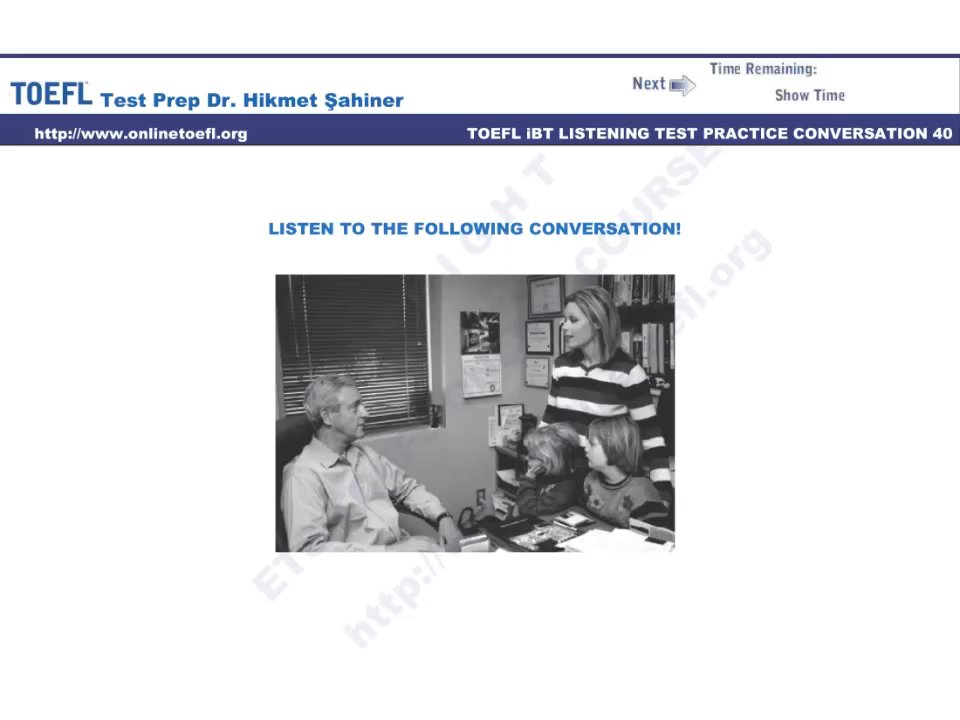 Time Remaining:
Next
Show Time
TOEFL Test Prep Dr. Hikmet Şahiner
http://www.onlinetoefl.org
TOEFL iBT LISTENING TEST PRACTICE CONVERSATION 40
LISTEN TO THE FOLLOWING CONVERSATION!